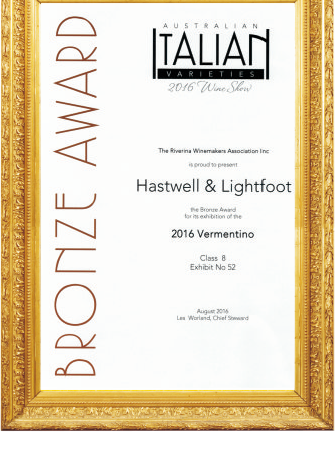 BRONZE AWARD
AUSTRALIAN
ITALIAN
VARIETIES
2016 Wine Show
The Riverina Winemakers Association Inc
is proud to present
Hastwell & Lightfoot
the Bronze Award
for its exhibition of the
2016 Vermentino
Class 8
Exhibit No 52
August 2016
Lea Worland, Chief Steward